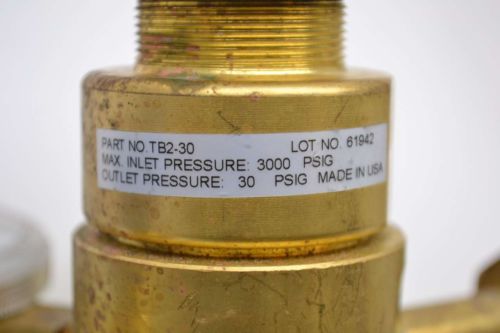 PART NO.TB2-30 LOT NO. 61942
MAX. INLET PRESSURE: 3000 PSIG
OUTLET PRESSURE: 30 PSIG MADE IN USA